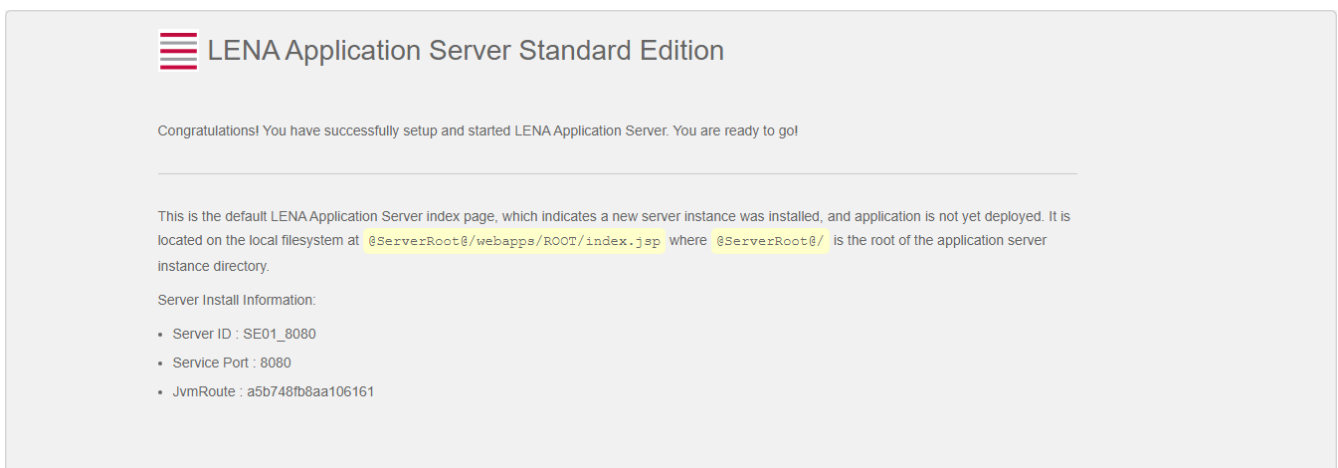 LENA Application Server Standard Edition
Congratulations! You have successfully setup and started LENA Application Server. You are ready to go!
This is the default LENA Application Server index page, which indicates a new server instance was installed, and application is not yet deployed. It is
located on the local filesystem at @ServerRoot@/webapps/ROOT/index.jsp where @ServerRoot@/ is the root of the application server
instance directory.
Server Install Information:
• Server ID : SE01_8080
• Service Port : 8080
• JvmRoute : a5b748fb8aa106161